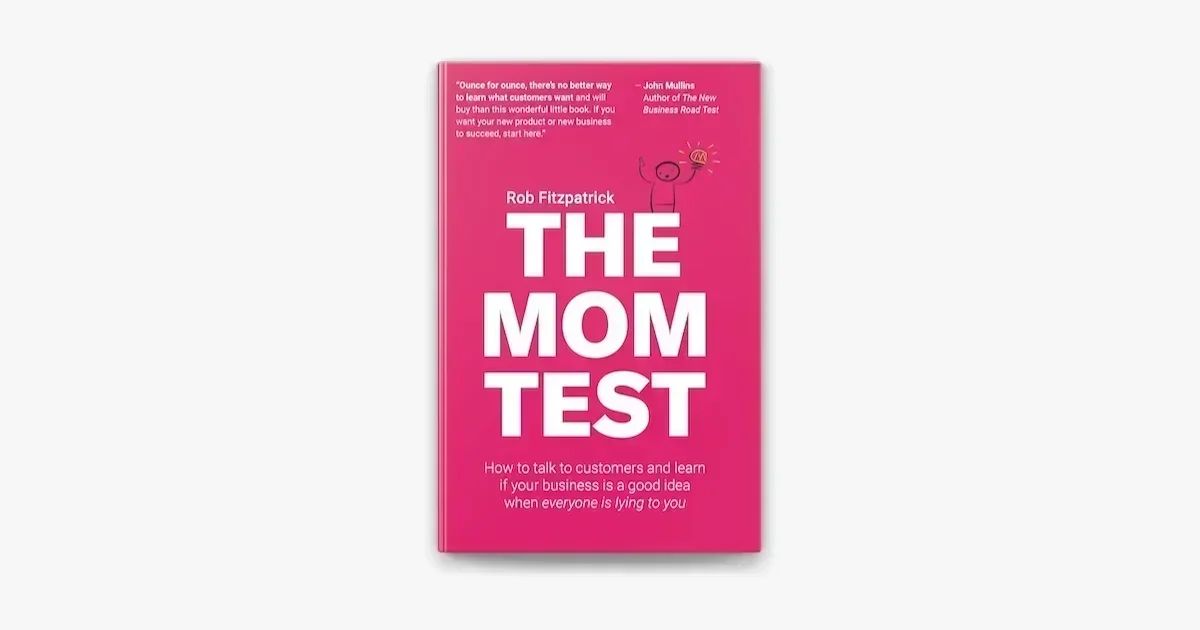 "Ounce for ounce, there's no better way
to learn what customers want and will
buy than this wonderful little book. If you
want your new product or new business
to succeed, start here."
— John Mullins
Author of The New
Business Road Test
Rob Fitzpatrick
THE
MOM
TEST
How to talk to customers and learn
if your business is a good idea
when everyone is lying to you